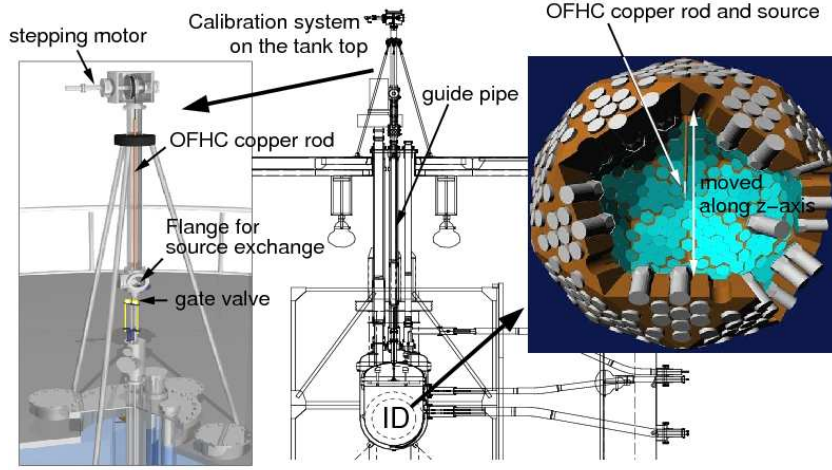 stepping motor
OFHC copper rod
Flange for
source exchange
gate valve
Calibration system
on the tank top
guide pipe
ID
OFHC copper rod and source
moved
along z-axis